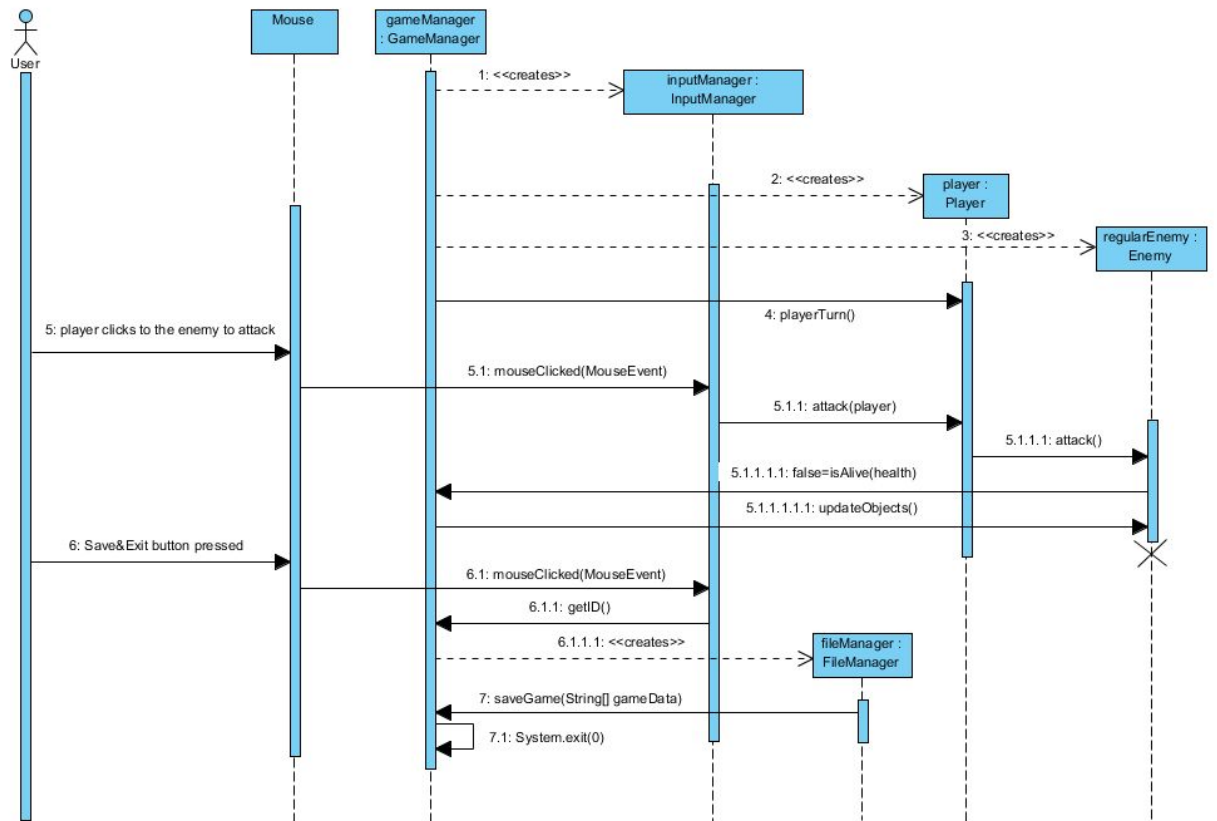 User
Mouse
gameManager
: GameManager
1: <<creates>>
inputManager :
InputManager
2: <<creates>>
player :
Player
3: <<creates>>
regularEnemy :
Enemy
4: playerTurn()
5: player clicks to the enemy to attack
5.1: mouseClicked(MouseEvent)
5.1.1: attack(player)
5.1.1.1: attack()
5.1.1.1.1: false=isAlive(health)
5.1.1.1.1.1: updateObjects()
6: Save&Exit button pressed
6.1: mouseClicked(MouseEvent)
6.1.1: getID()
6.1.1.1: <<creates>>
fileManager :
FileManager
7: saveGame(String[] gameData)
7.1: System.exit(0)